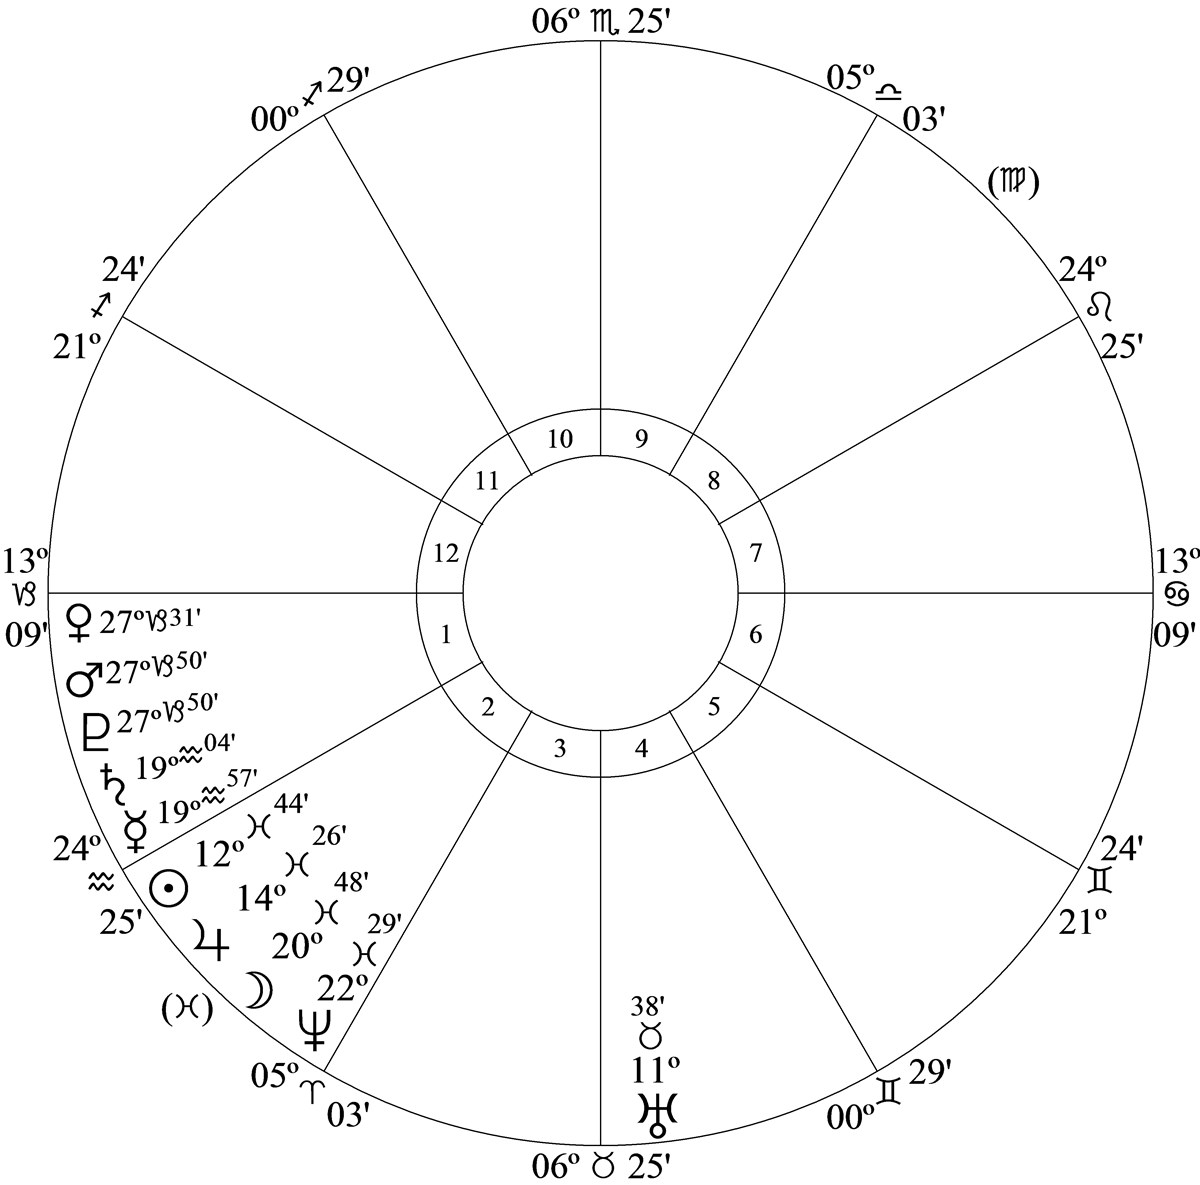 06º ♏ 25'
05º ♎ 03'
(♍)
24º ♌ 25'
13º ♋ 09'
24' ♊ 21º
29' ♊ 00º
06º ♉ 25'
05º ♈ 03'
(♓)
24º ♒ 25'
13º ♑ 09'
24' ♐ 21º
00º ♐ 29'
10 9
11 8
12 7
1 6
2 5
3 4
♀ 27º♑31'
♂ 27º♑50'
♇ 27º♑50'
♄ 19º♒04'
☿ 19º♒57'
☉ 12º ♓ 44'
♃ 14º ♓ 26'
☽ 20º ♓ 48'
♆ 22º ♓ 29'
38'
♉
11º
♅